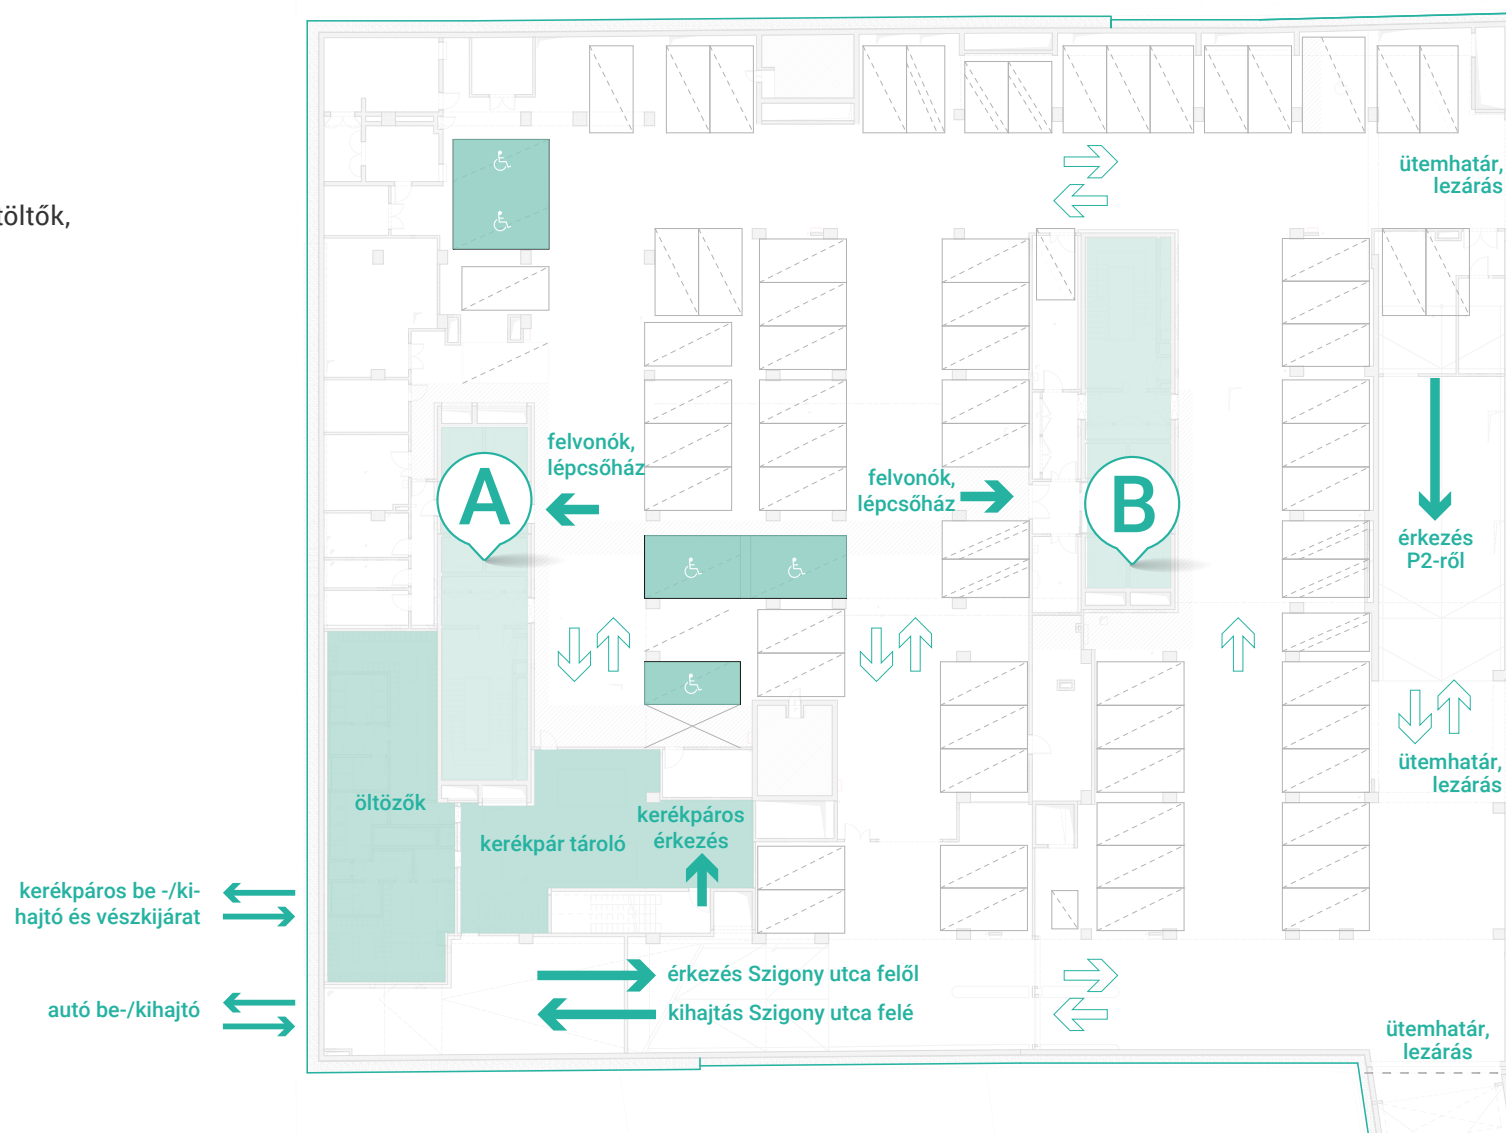 ütemhatár,
lezárás
töltők,
felvonók,
lépcsőház
A
felvonók,
lépcsőház
B
érkezés
P2-ről
ütemhatár,
lezárás
öltözők
kerékpár tároló
kerékpáros
érkezés
kerékpáros be -/ki-
hajtó és vészkijárat
érkezés Szigony utca felől
autó be-/kihajtó
kihajtás Szigony utca felé
ütemhatár,
lezárás